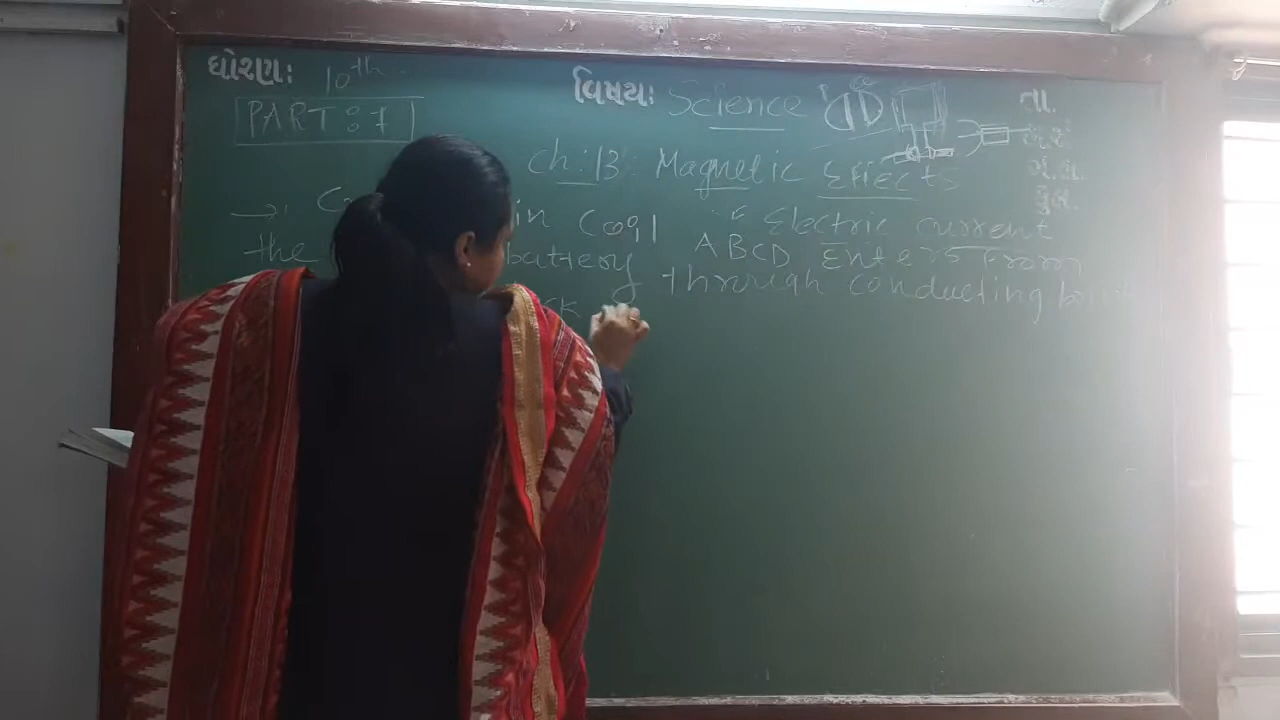 ધોરણ: 10th.
વિષય: Science
તા.
PART : 7
ch: 13: Magnetic Effects
of Electric current
→ in Coil ABCD Enters From
the battery through conducting